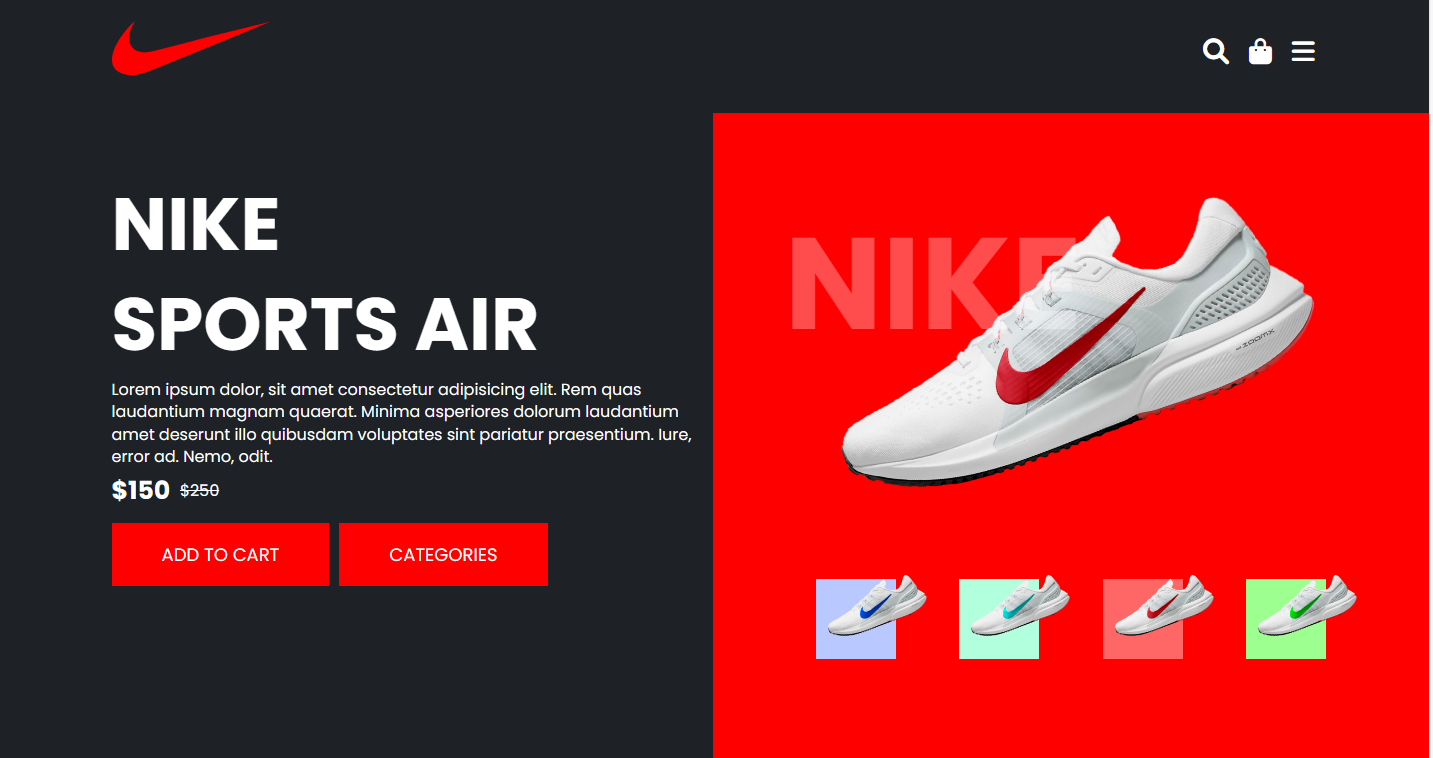 NIKE
SPORTS AIR
Lorem ipsum dolor, sit amet consectetur adipisicing elit. Rem quas
laudantium magnam quaerat. Minima asperiores dolorum laudantium
amet deserunt illo quibusdam voluptates sint pariatur praesentium. Iure,
error ad. Nemo, odit.
$150 $250
ADD TO CART CATEGORIES
NIKE
ZOOMX